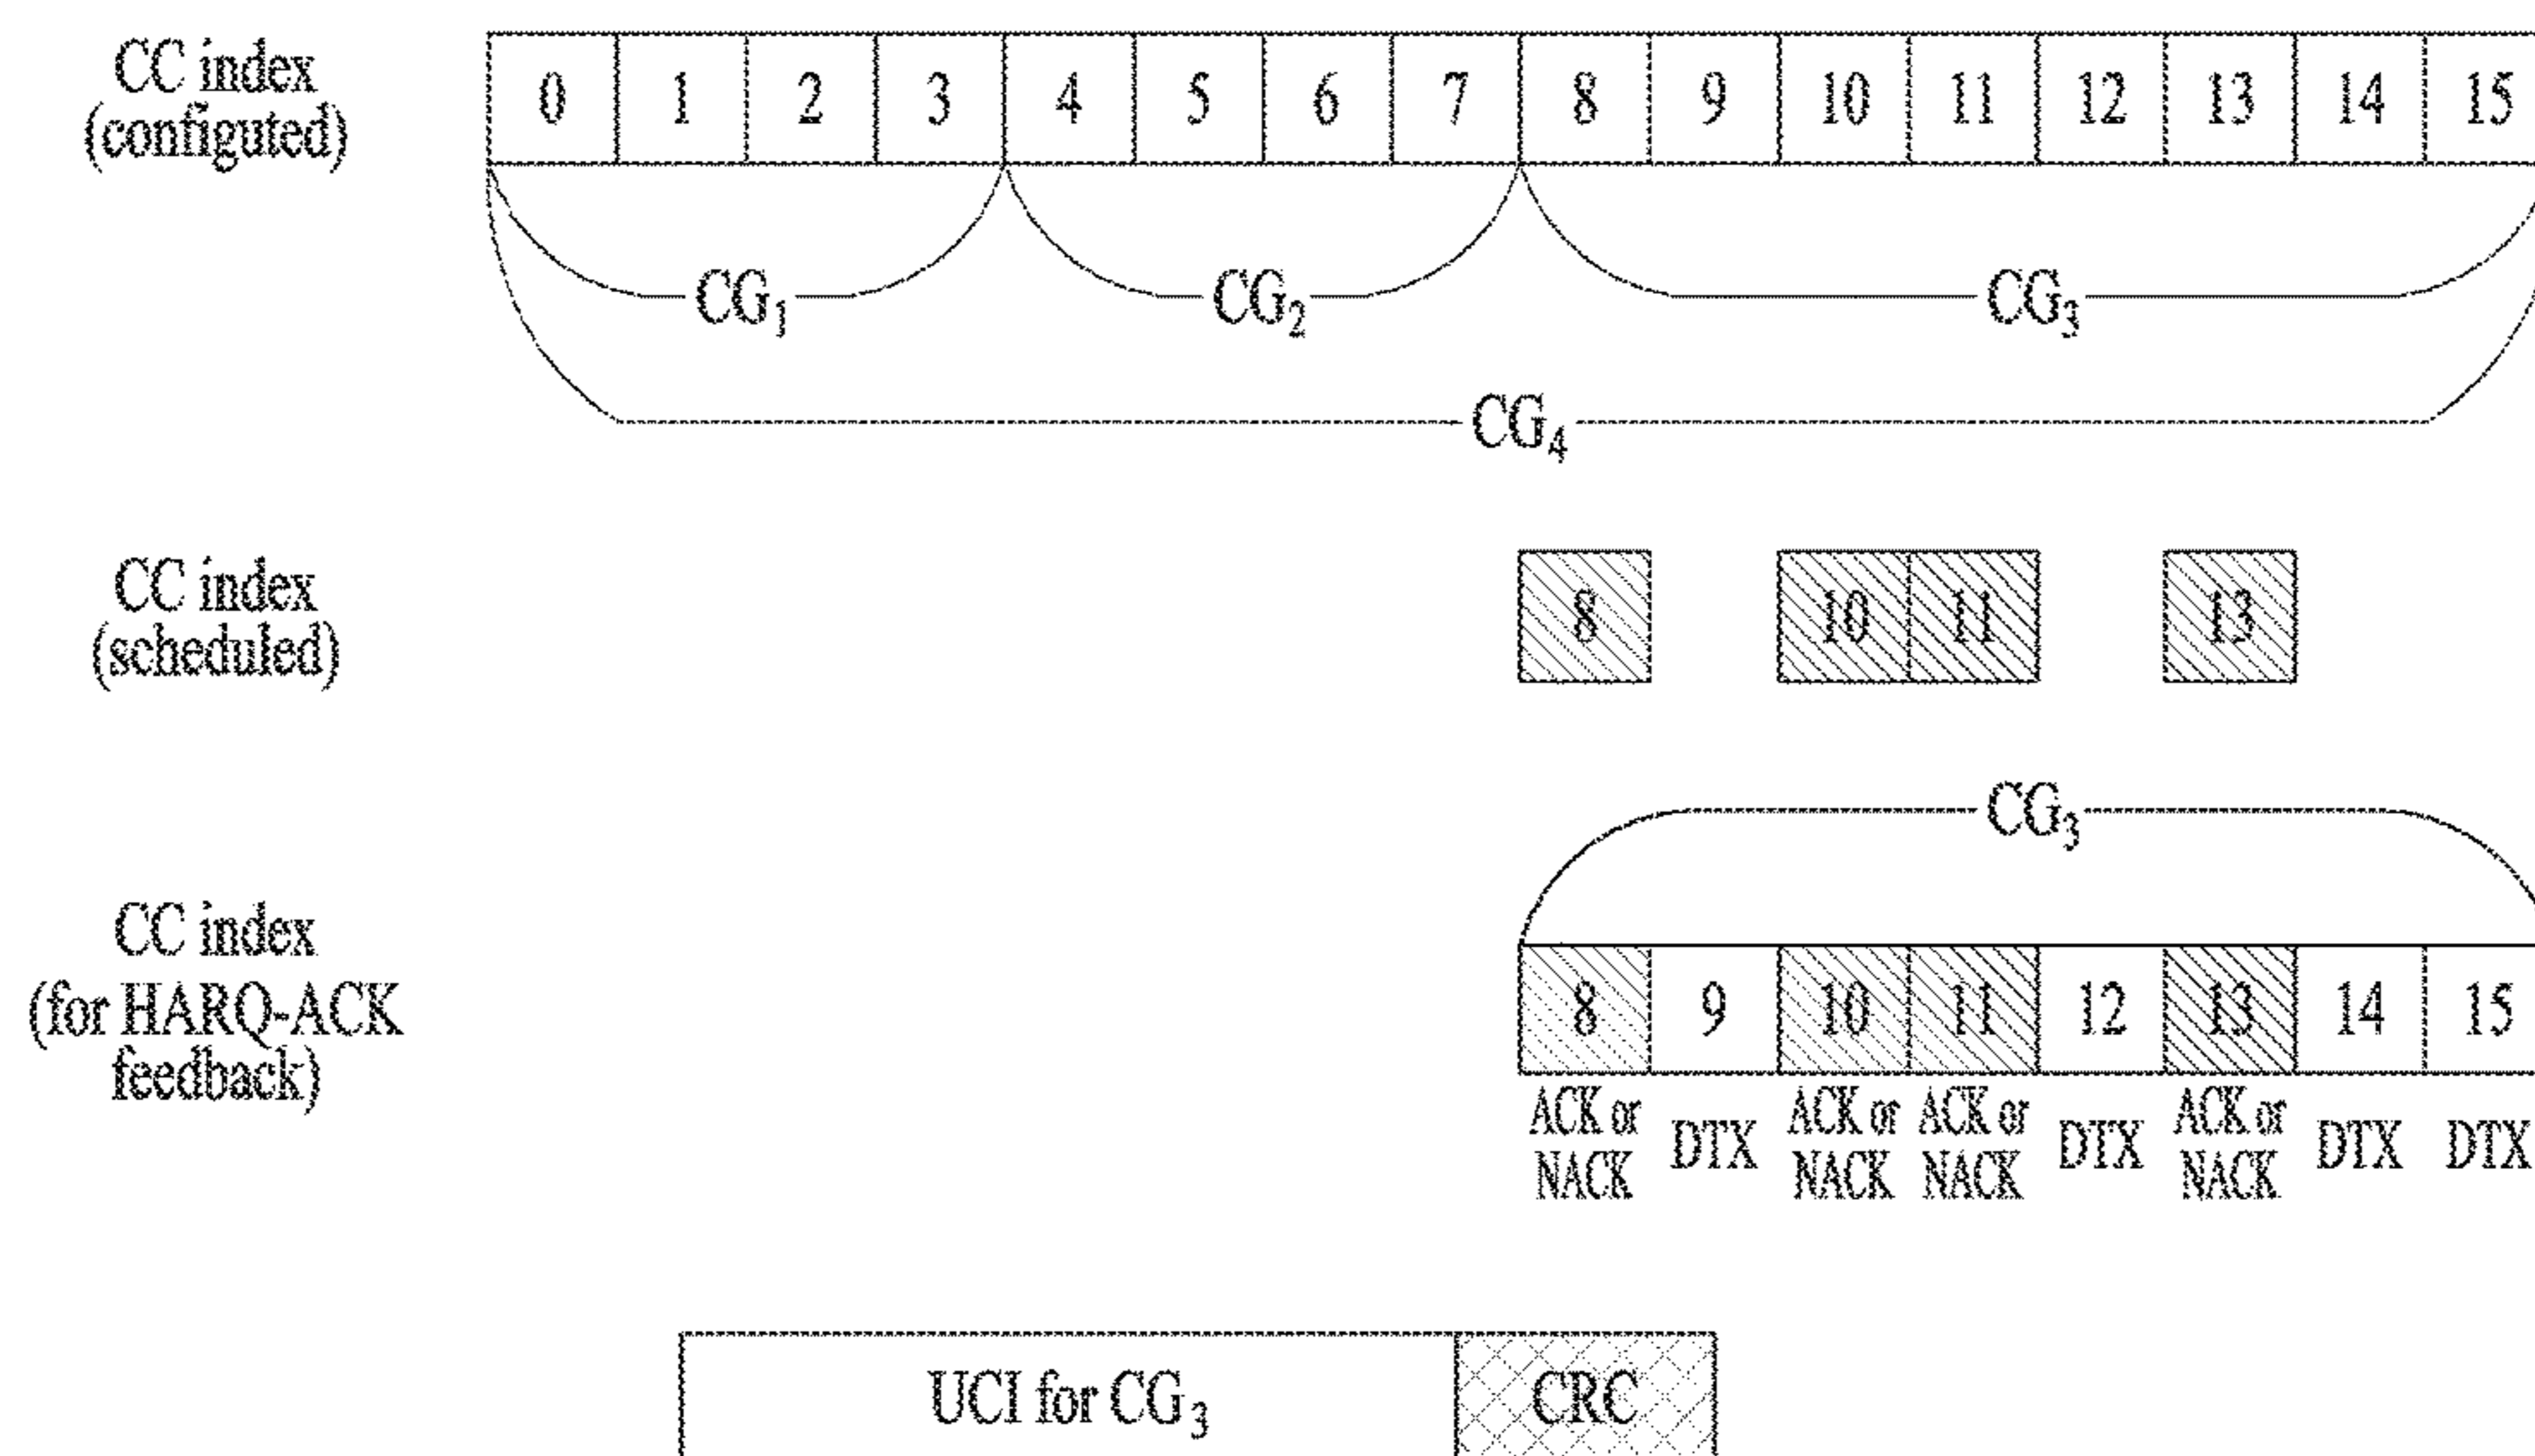 CC index
(configuted)
0 1 2 3 4 5 6 7 8 9 10 11 12 13 14 15
CG1 CG2 CG3
CG4
CC index
(scheduled)
8 10 11 13
CG3
CC index
(for HARQ-ACK
feedback)
8 9 10 11 12 13 14 15
ACK or
NACK
DTX
ACK or
NACK
ACK or
NACK
DTX
ACK or
NACK
DTX
DTX
UCI for CG3 CRC